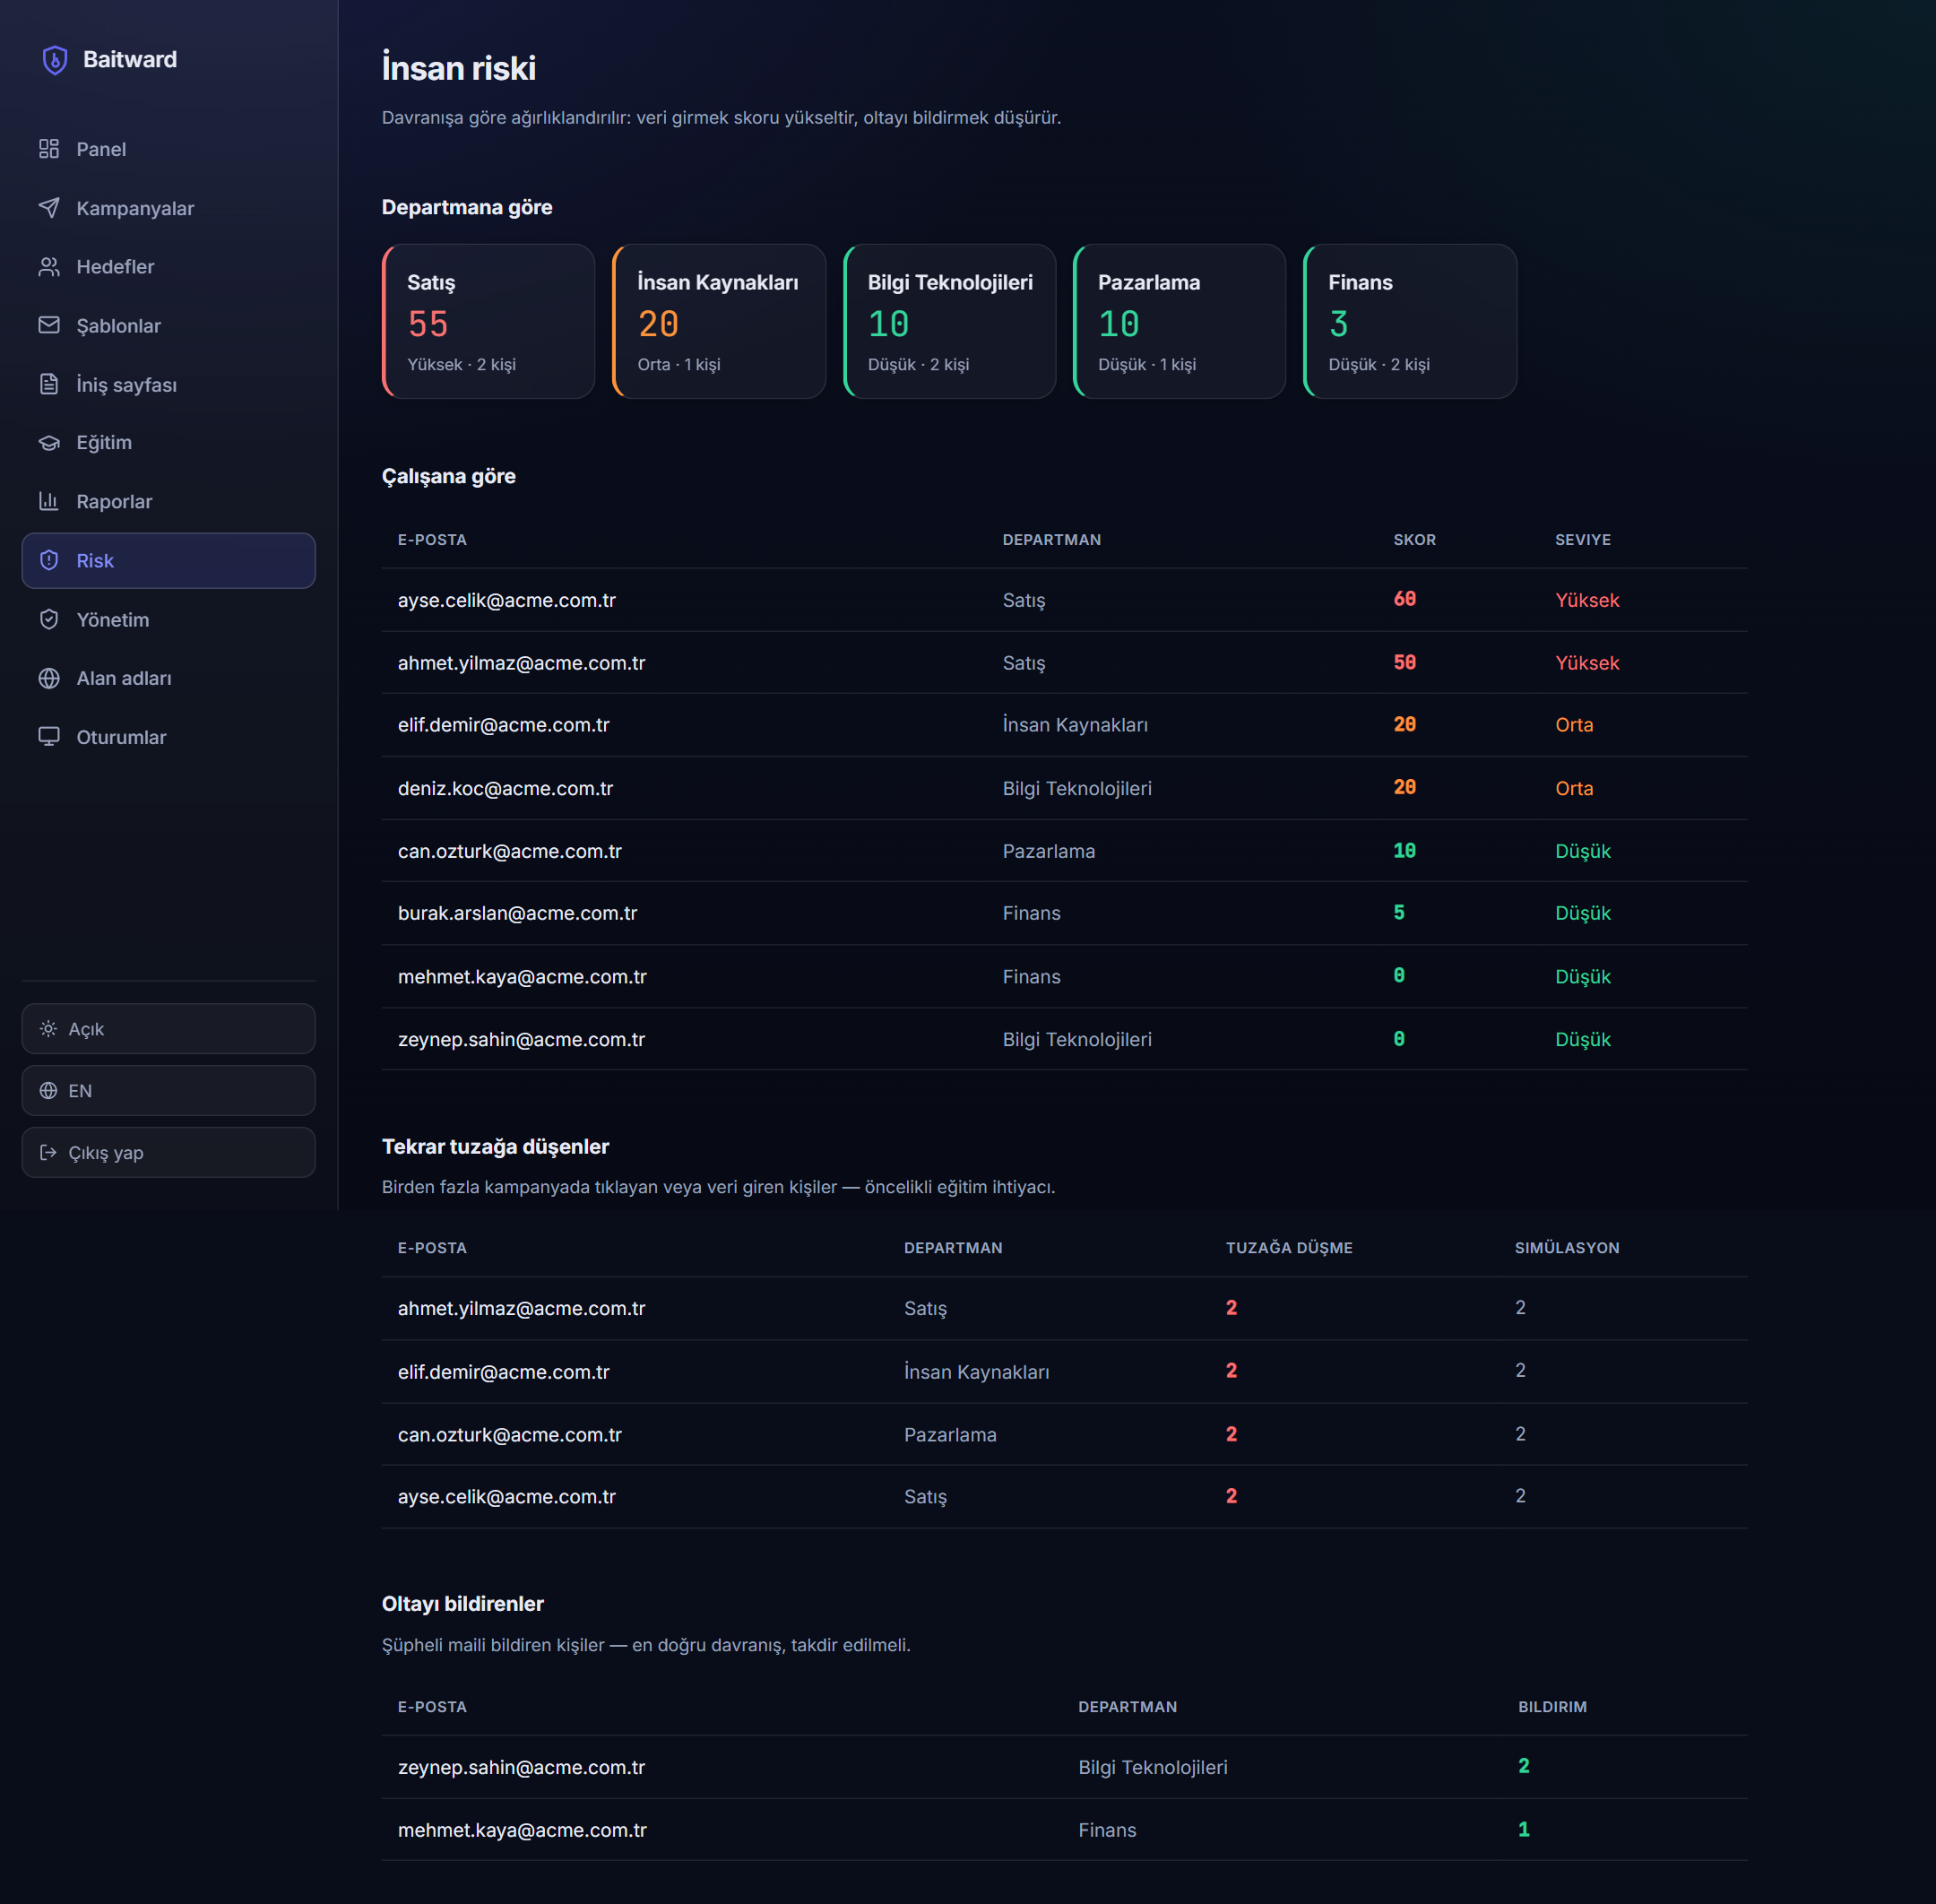 Baitward
Panel
Kampanyalar
Hedefler
Şablonlar
İniş sayfası
Eğitim
Raporlar
Risk
Yönetim
Alan adları
Oturumlar
Açık
EN
Çıkış yap
İnsan riski
Davranışa göre ağırlıklandırılır: veri girmek skoru yükseltir, oltayı bildirmek düşürür.
Departmana göre
Satış
55
Yüksek · 2 kişi
İnsan Kaynakları
20
Orta · 1 kişi
Bilgi Teknolojileri
10
Düşük · 2 kişi
Pazarlama
10
Düşük · 1 kişi
Finans
3
Düşük · 2 kişi
Çalışana göre
E-POSTA DEPARTMAN SKOR SEVIYE
ayse.celik@acme.com.tr Satış 60 Yüksek
ahmet.yilmaz@acme.com.tr Satış 50 Yüksek
elif.demir@acme.com.tr İnsan Kaynakları 20 Orta
deniz.koc@acme.com.tr Bilgi Teknolojileri 20 Orta
can.ozturk@acme.com.tr Pazarlama 10 Düşük
burak.arslan@acme.com.tr Finans 5 Düşük
mehmet.kaya@acme.com.tr Finans 0 Düşük
zeynep.sahin@acme.com.tr Bilgi Teknolojileri 0 Düşük
Tekrar tuzağa düşenler
Birden fazla kampanyada tıklayan veya veri giren kişiler — öncelikli eğitim ihtiyacı.
E-POSTA DEPARTMAN TUZAĞA DÜŞME SIMÜLASYON
ahmet.yilmaz@acme.com.tr Satış 2 2
elif.demir@acme.com.tr İnsan Kaynakları 2 2
can.ozturk@acme.com.tr Pazarlama 2 2
ayse.celik@acme.com.tr Satış 2 2
Oltayı bildirenler
Şüpheli maili bildiren kişiler — en doğru davranış, takdir edilmeli.
E-POSTA DEPARTMAN BILDIRIM
zeynep.sahin@acme.com.tr Bilgi Teknolojileri 2
mehmet.kaya@acme.com.tr Finans 1